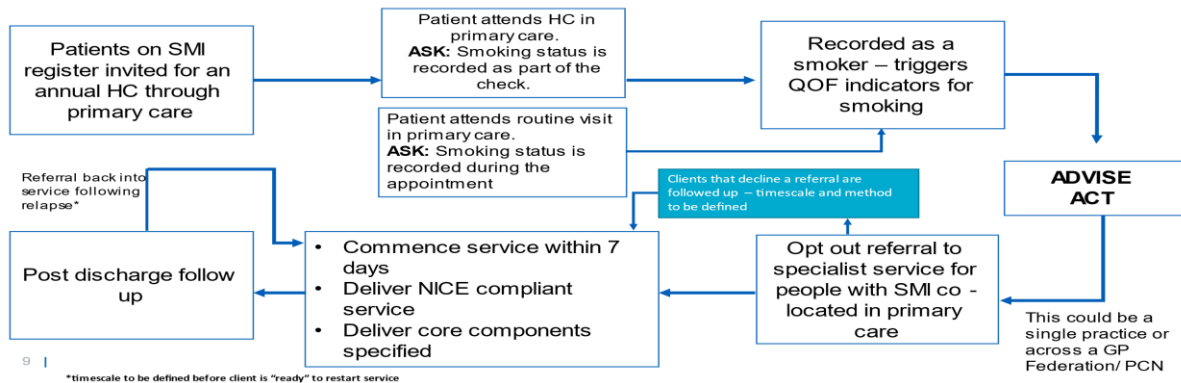 Patients on SMI
register invited for an
annual HC through
primary care
Patient attends HC in
primary care.
ASK: Smoking status is
recorded as part of the
check.
Recorded as a
smoker – triggers
QOF indicators for
smoking
Patient attends routine visit
in primary care.
ASK: Smoking status is
recorded during the
appointment
ADVISE
ACT
Referral back into
service following
relapse*
Clients that decline a referral are
followed up – timescale and method
to be defined
Post discharge follow
up
• Commence service within 7
days
• Deliver NICE compliant
service
• Deliver core components
specified
Opt out referral to
specialist service for
people with SMI co -
located in primary
care
This could be a
single practice or
across a GP
Federation/ PCN
9 |
*timescale to be defined before client is "ready" to restart service